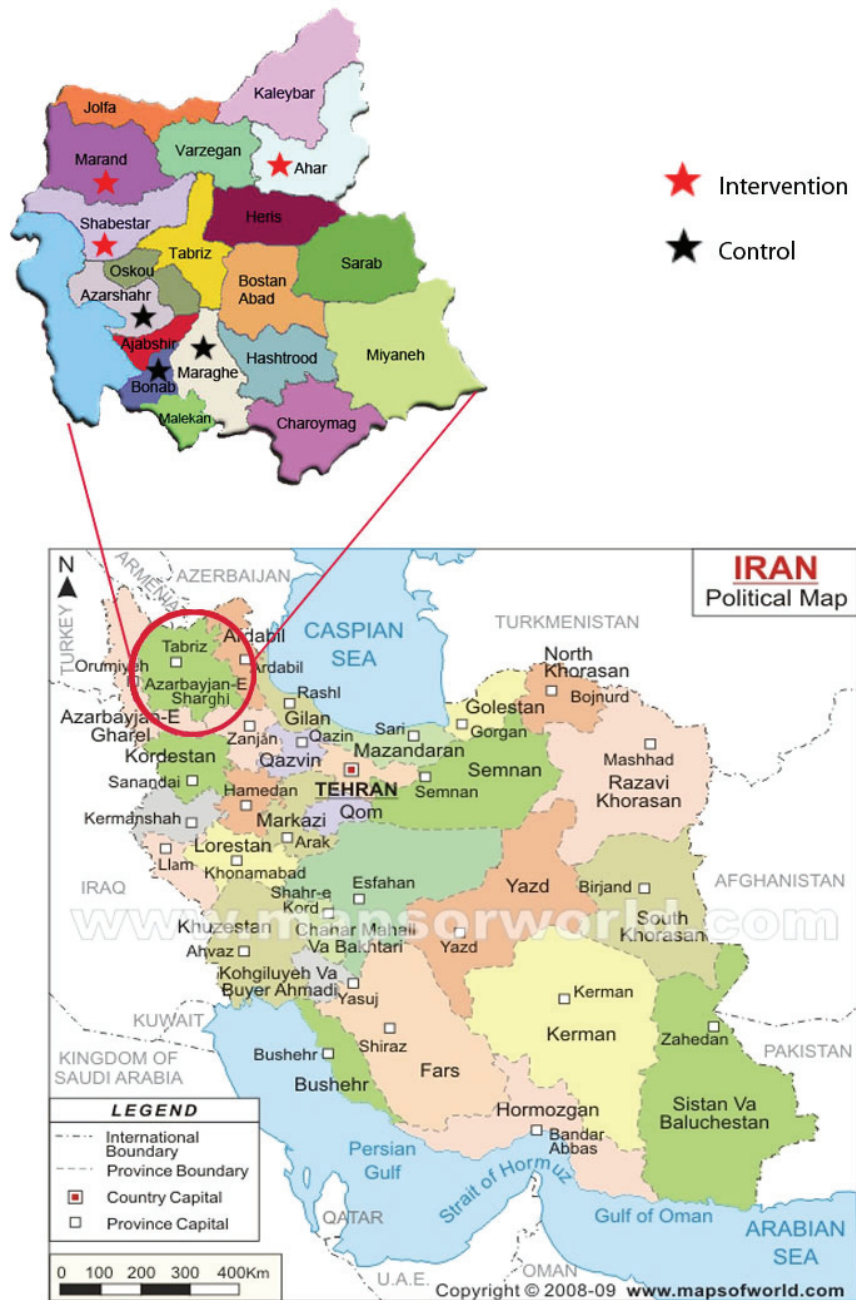 Kaleybar
Jolfa
Marand
Varzegan
Ahar
Shabestar
Heris
Tabriz
Oskou
Sarab
Azarshahr
Bostan
Abad
Ajabshir
Hashtrood
Miyaneh
Bonab
Maraghe
Malekan
Charoymag
Intervention
Control
N
IRAN
Political Map
ARMENIA
AZERBAIJAN
TURKEY
CASPIAN
SEA
TURKMENISTAN
Ardabil
Tabriz
Ardabil
Orumiyeh
Azarbayjan-E
Sharghi
Rashl
Gilan
North
Khorasan
Bojnurd
Golestan
Gorgan
Azarbayjan-E
Gharel
Zanjan
Qazin
Sari
Mazandaran
Kordestan
Qazvin
Mashhad
Sanandai
Semnan
Razavi
Khorasan
Hamedan
TEHRAN
Semnan
Kermanshah
Markazi
Qom
Lorestan
Arak
Llam
Khonamabad
IRAQ
Shahr-e
Kord
Esfahan
Yazd
Birjand
AFGHANISTAN
www.mapsorworld.com
Khuzestan
Chanar Mahall
Va Bakhtari
Yazd
South
Khorasan
Ahvaz
Kohgiluyeh Va
Buyer Ahmadi
Yasuj
Kerman
KUWAIT
Kerman
Shiraz
Zahedan
KINGDOM OF
SAUDI ARABIA
Bushehr
Bushehr
Fars
PAKISTAN
Sistan Va
Baluchestan
Hormozgan
Bandar
Abbas
LEGEND
International
Boundary
Province Boundary
Country Capital
Province Capital
Persian
Gulf
Strait of Hormuz
QATAR
Gulf of Oman
ARABIAN
SEA
U.A.E.
OMAN
0 100 200 300 400Km
Copyright © 2008-09 www.mapsofworld.com